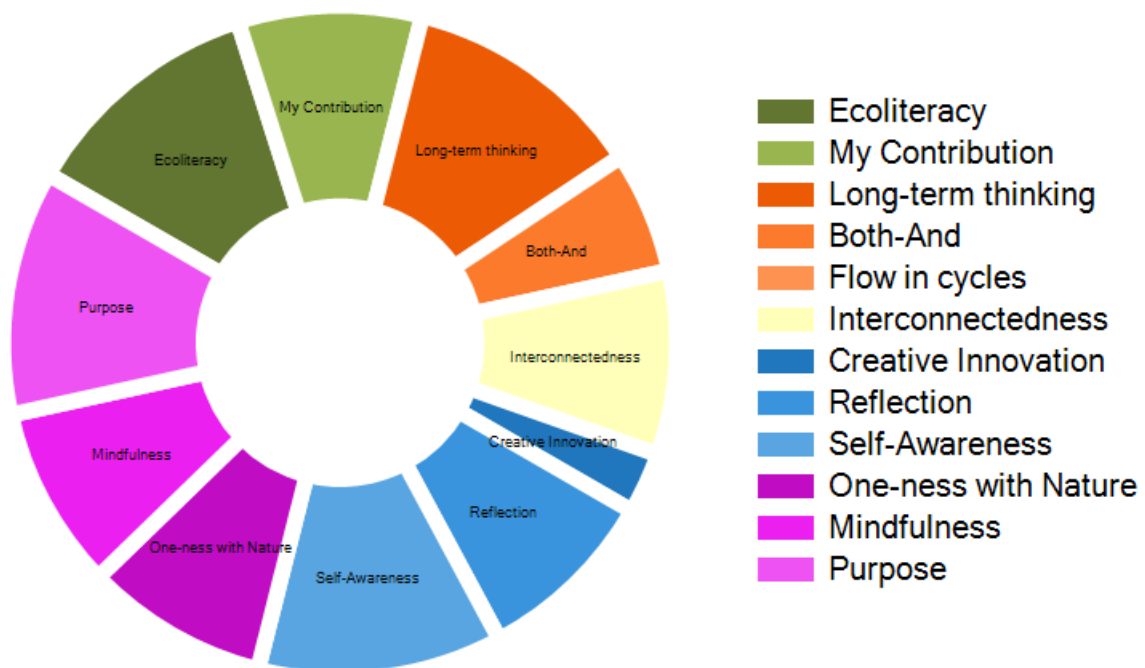 My Contribution
Long-term thinking
Ecoliteracy
Both-And
Purpose
Interconnectedness
Creative Innovation
Mindfulness
Reflection
One-ness with Nature
Self-Awareness
Ecoliteracy
My Contribution
Long-term thinking
Both-And
Flow in cycles
Interconnectedness
Creative Innovation
Reflection
Self-Awareness
One-ness with Nature
Mindfulness
Purpose